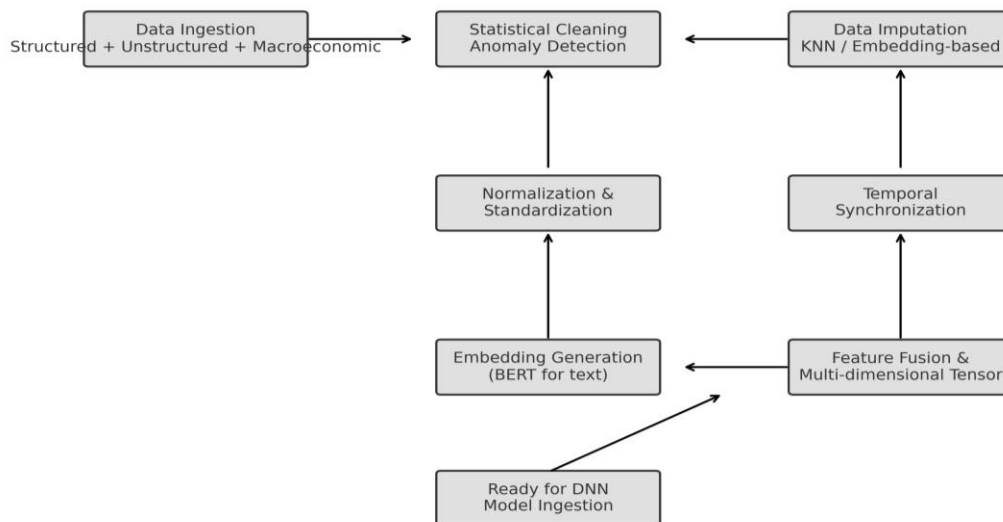 Data Ingestion
Structured + Unstructured + Macroeconomic
Statistical Cleaning
Anomaly Detection
Data Imputation
KNN / Embedding-based
Normalization &
Standardization
Temporal
Synchronization
Embedding Generation
(BERT for text)
Feature Fusion &
Multi-dimensional Tensor
Ready for DNN
Model Ingestion